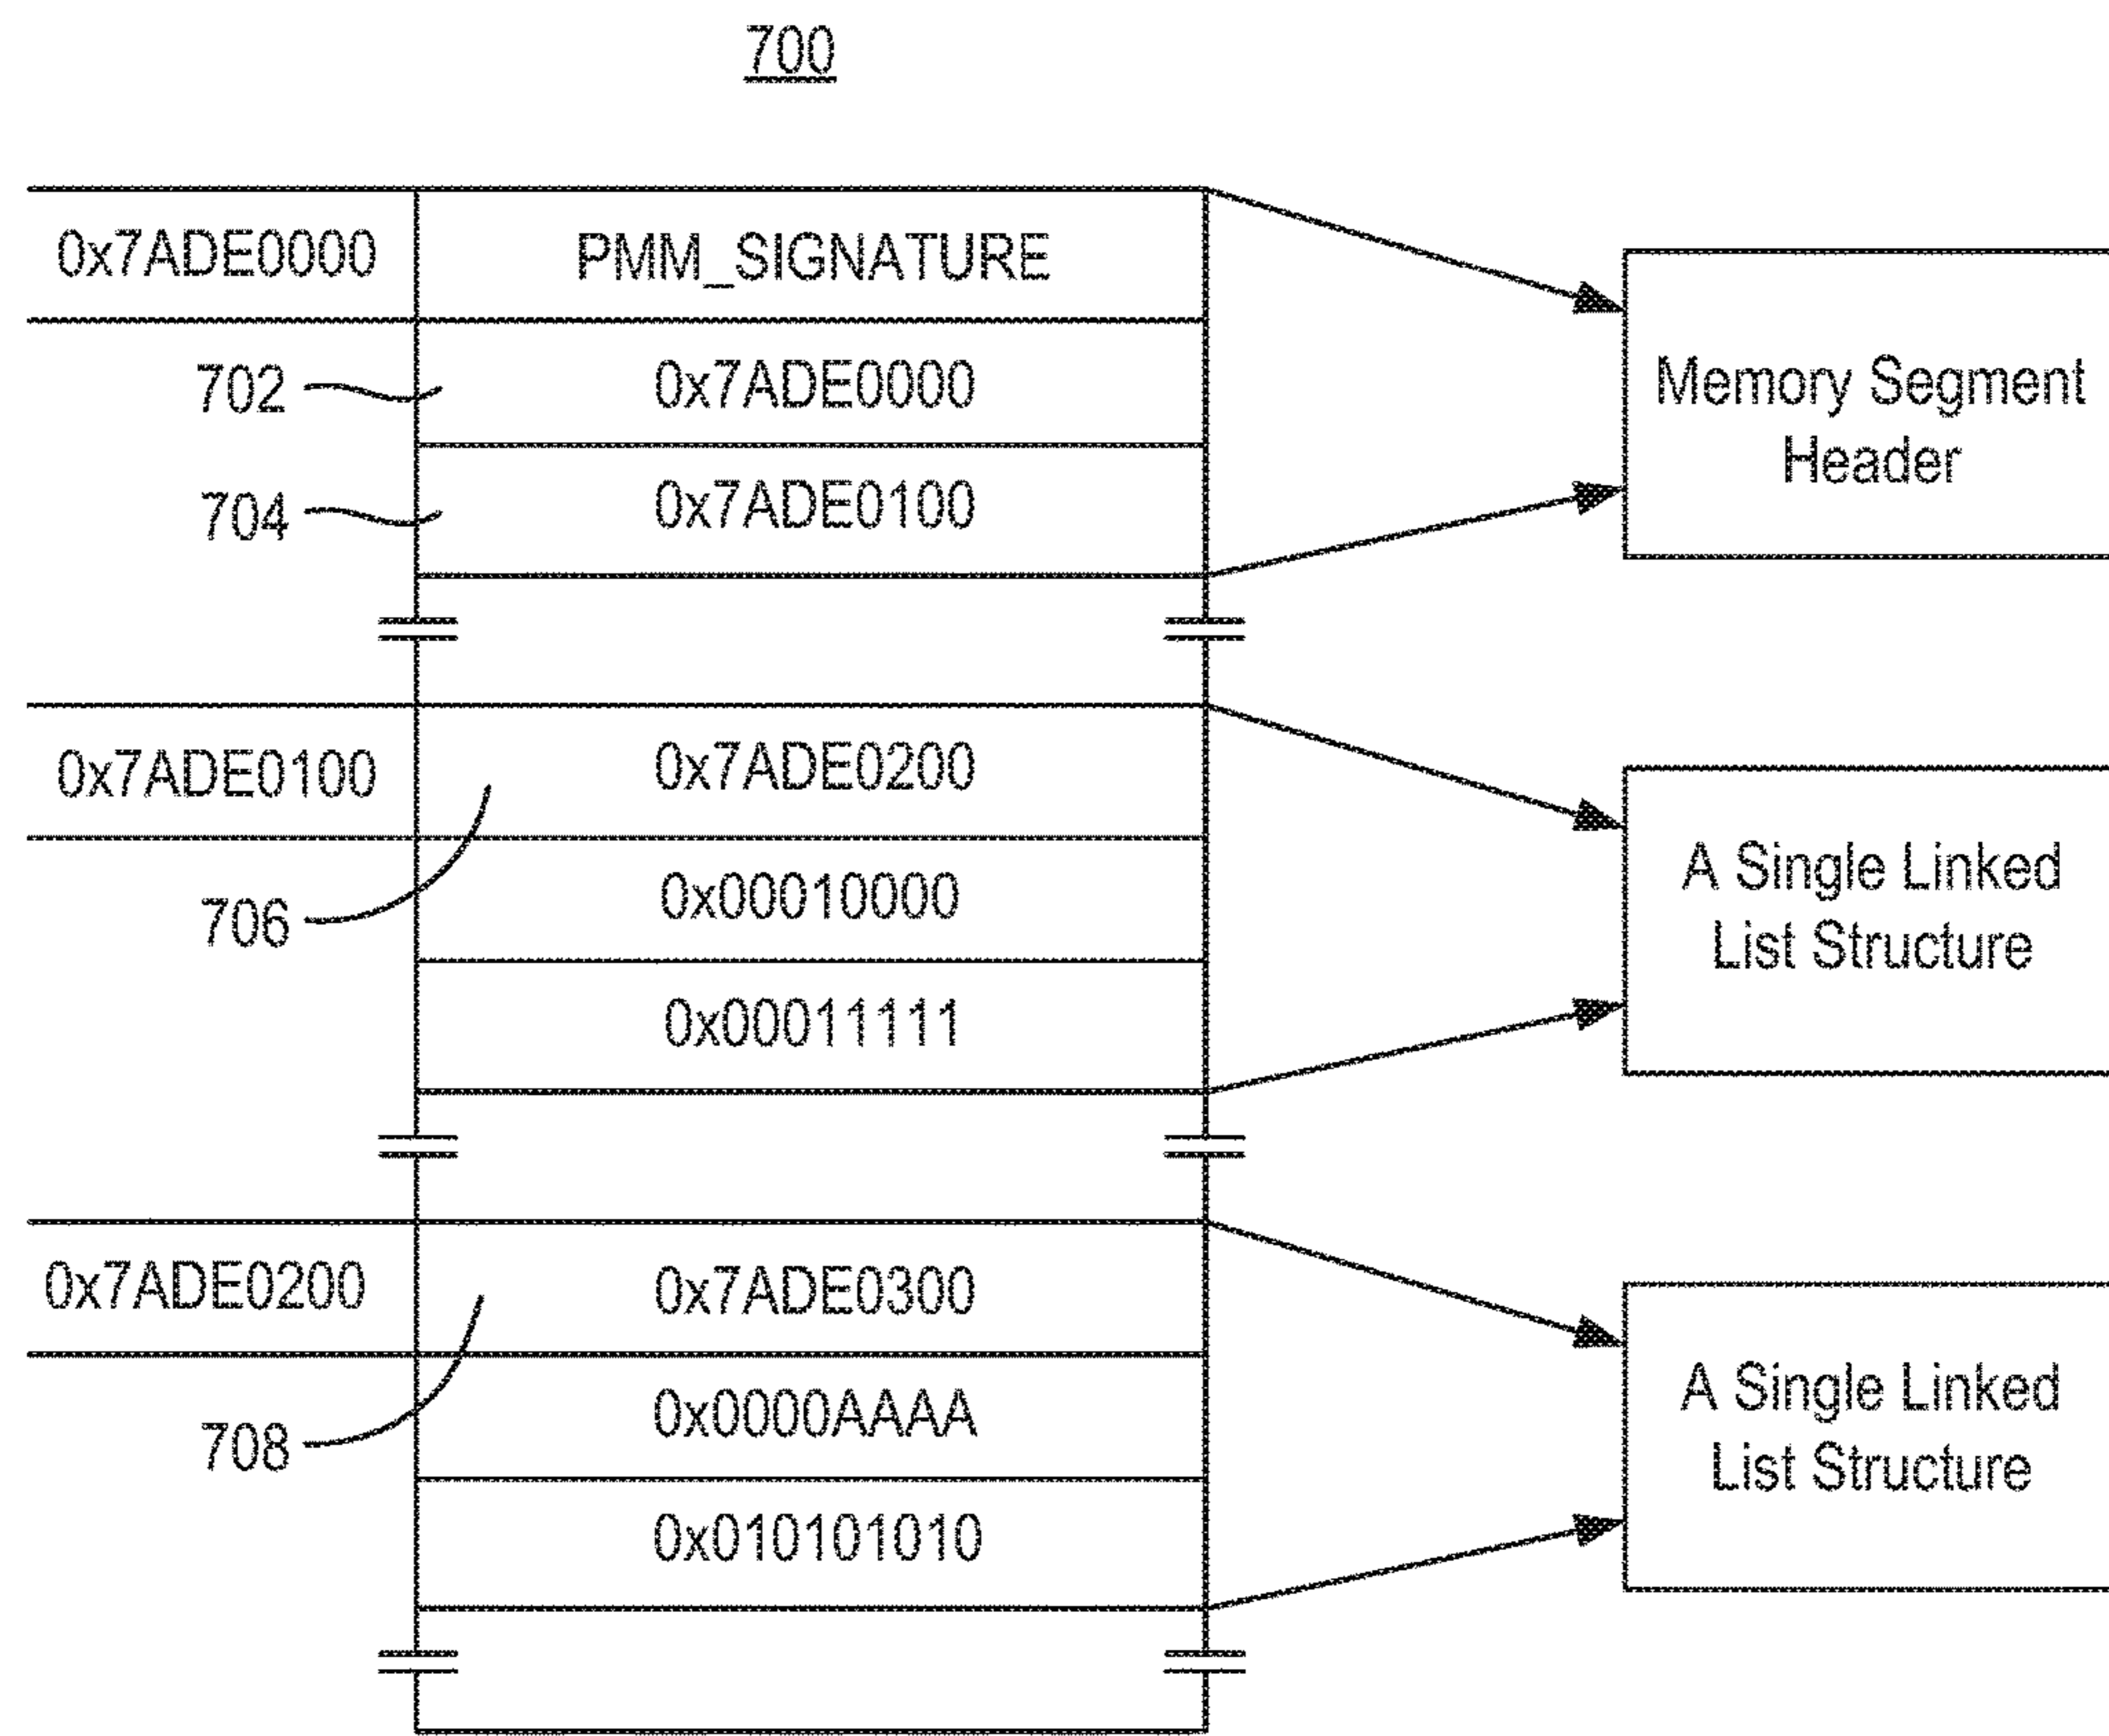 700
0x7ADE0000 PMM_SIGNATURE
702 0x7ADE0000
704 0x7ADE0100
Memory Segment
Header
0x7ADE0100 0x7ADE0200
706 0x00010000
0x00011111
A Single Linked
List Structure
0x7ADE0200 0x7ADE0300
708 0x0000AAAA
0x010101010
A Single Linked
List Structure